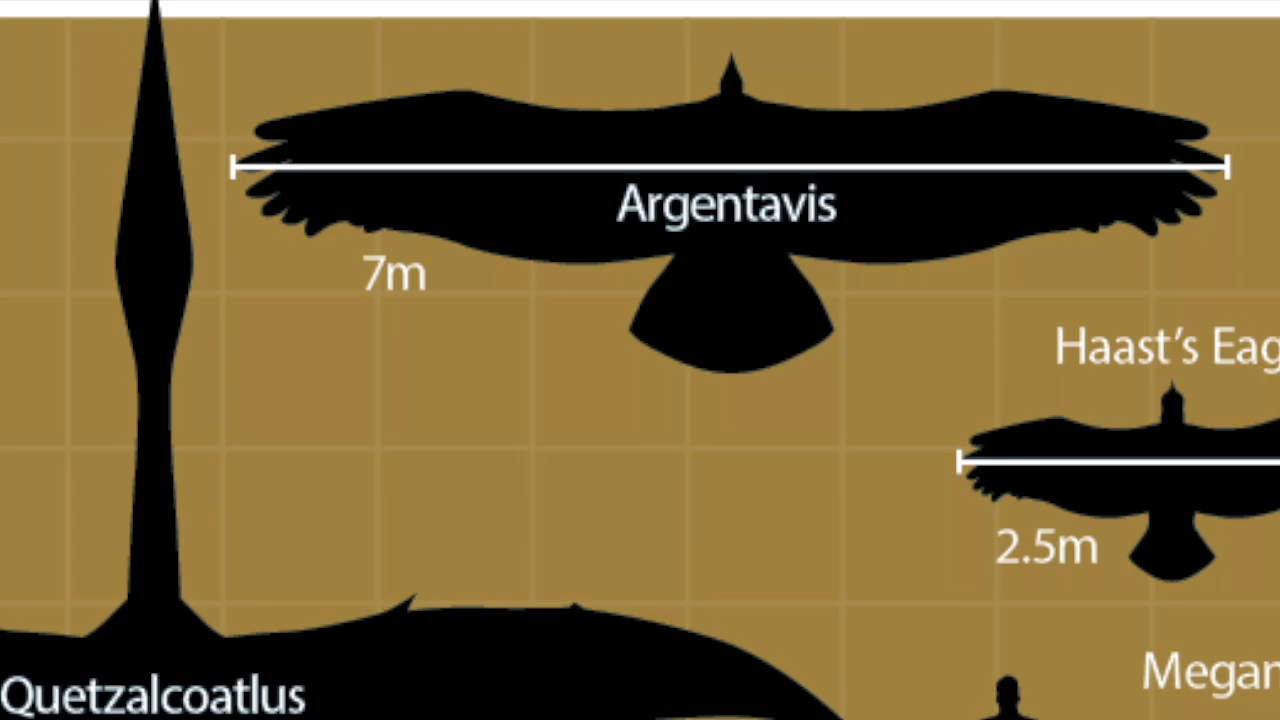 Argentavis
7m
Haast's Eag
2.5m
Megan
Quetzalcoatlus